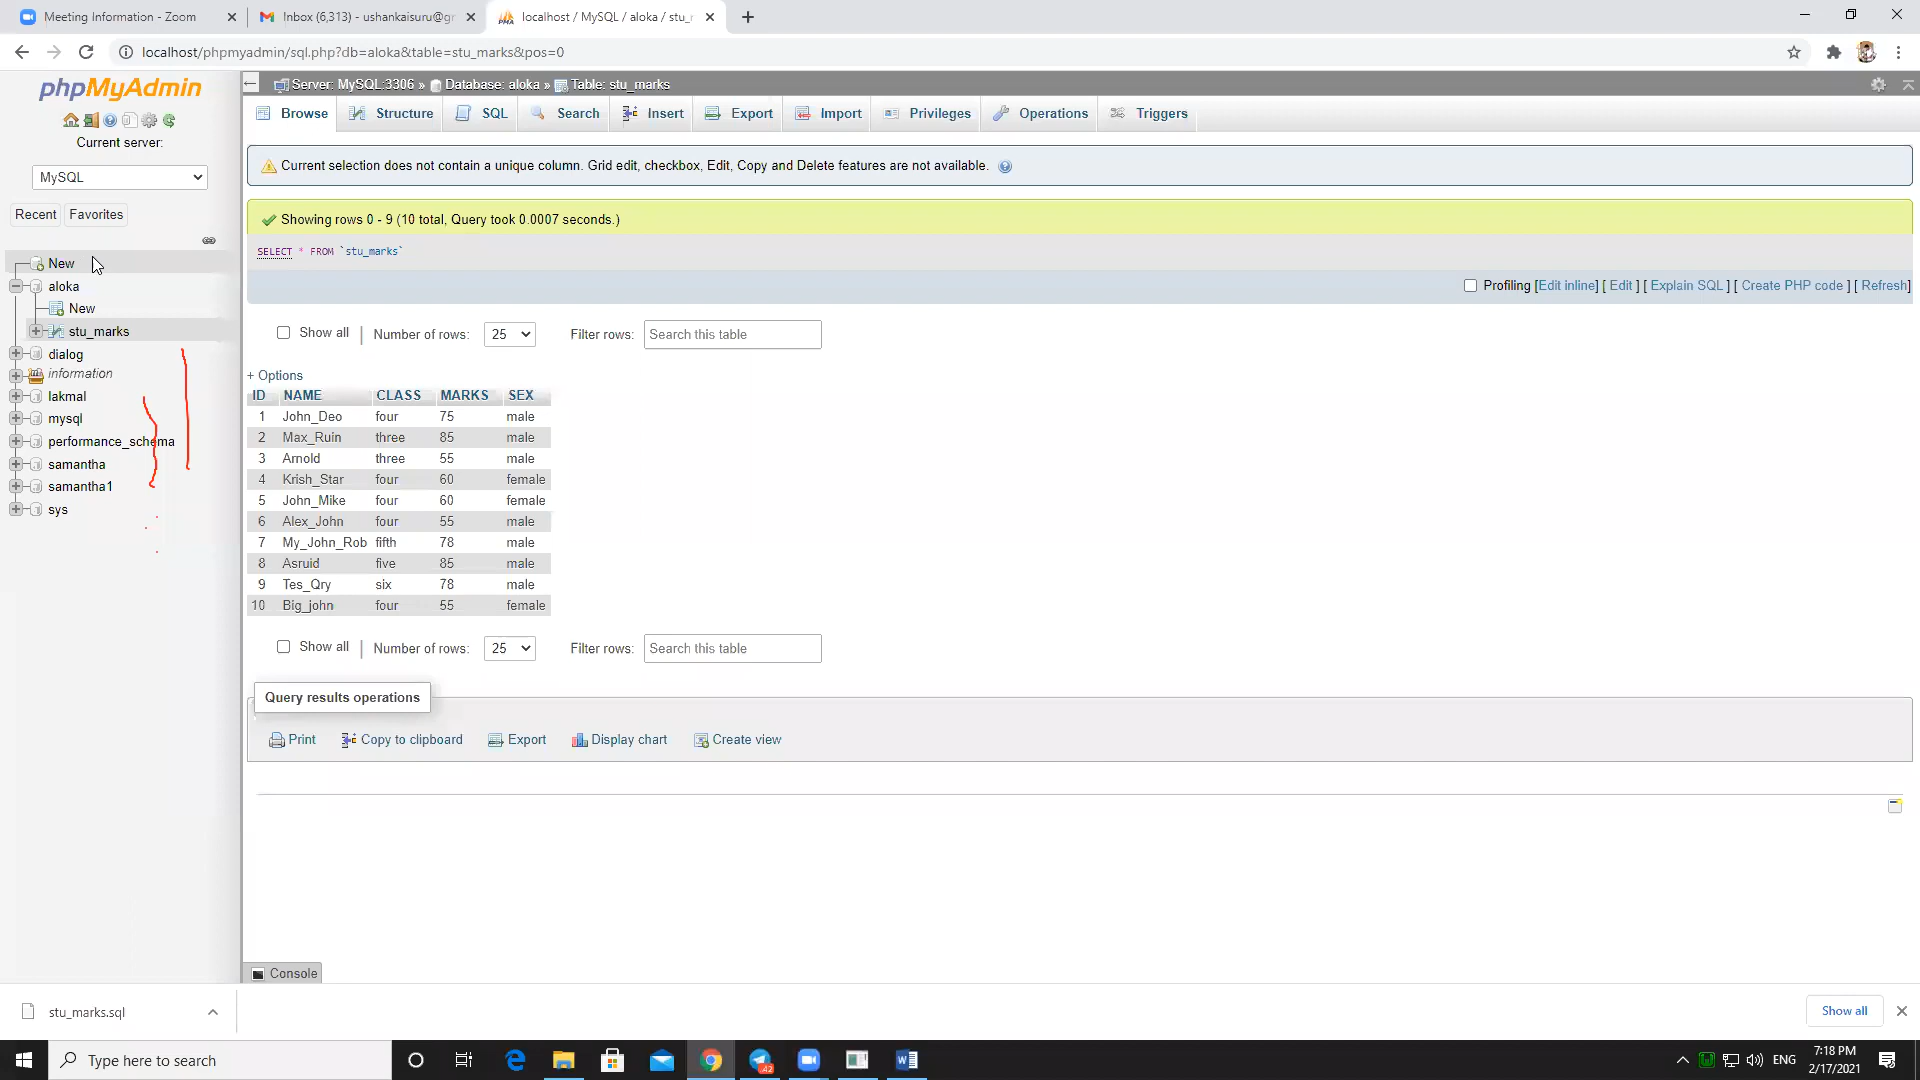 Meeting Information - Zoom
Inbox (6,313) - ushankaisuru@gr
localhost / MySQL / aloka / stu_r
localhost/phpmyadmin/sql.php?db=aloka&table=stu_marks&pos=0
phpMyAdmin
Current server:
MySQL
Recent Favorites
New
aloka
New
stu_marks
dialog
information
lakmal
mysql
performance_schema
samantha
samantha1
sys
Server: MySQL:3306 » Database: aloka » Table: stu_marks
Browse Structure SQL Search Insert Export Import Privileges Operations Triggers
Current selection does not contain a unique column. Grid edit, checkbox, Edit, Copy and Delete features are not available.
Showing rows 0 - 9 (10 total, Query took 0.0007 seconds.)
SELECT * FROM `stu_marks`
Profiling [Edit inline] [ Edit ] [ Explain SQL ] [ Create PHP code ] [ Refresh]
Show all | Number of rows: 25 Filter rows: Search this table
+ Options
ID NAME CLASS MARKS SEX
1 John_Deo four 75 male
2 Max_Ruin three 85 male
3 Arnold three 55 male
4 Krish_Star four 60 female
5 John_Mike four 60 female
6 Alex_John four 55 male
7 My_John_Rob fifth 78 male
8 Asruid five 85 male
9 Tes_Qry six 78 male
10 Big_john four 55 female
Show all | Number of rows: 25 Filter rows: Search this table
Query results operations
Print Copy to clipboard Export Display chart Create view
Console
stu_marks.sql
Show all
Type here to search
42
ENG
7:18 PM
2/17/2021